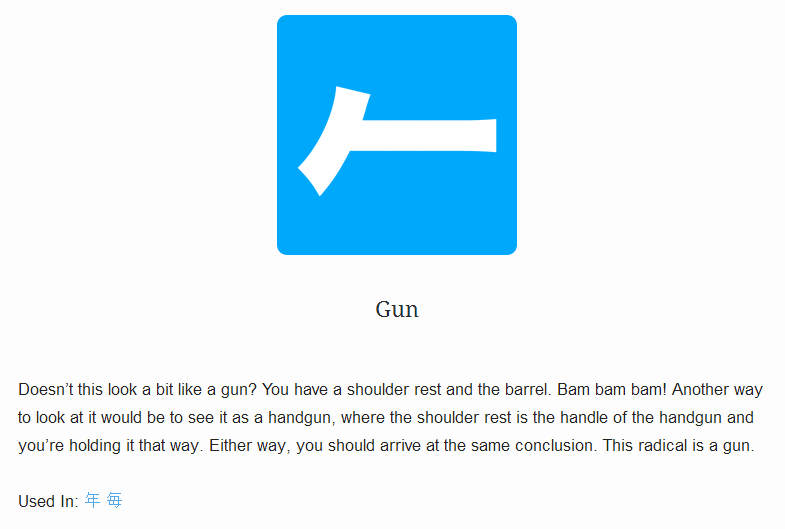 𠂉
Gun
Doesn’t this look a bit like a gun? You have a shoulder rest and the barrel. Bam bam bam! Another way
to look at it would be to see it as a handgun, where the shoulder rest is the handle of the handgun and
you’re holding it that way. Either way, you should arrive at the same conclusion. This radical is a gun.
Used In: 年 毎